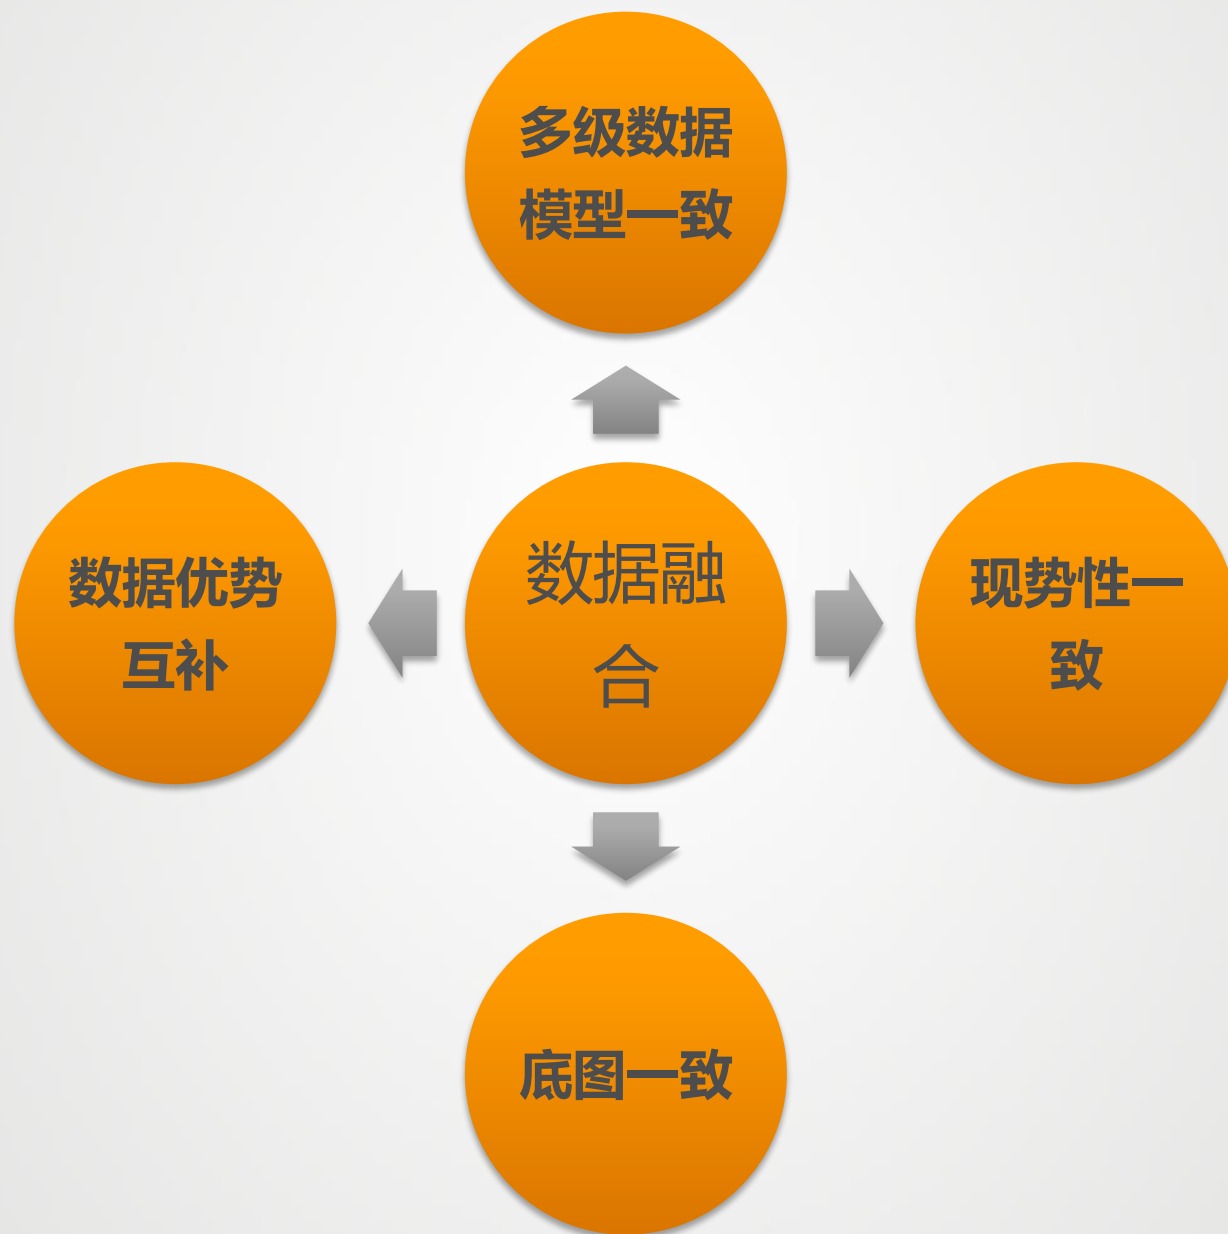 多级数据
模型一致
数据优势
互补
数据融
合
现势性一
致
底图一致